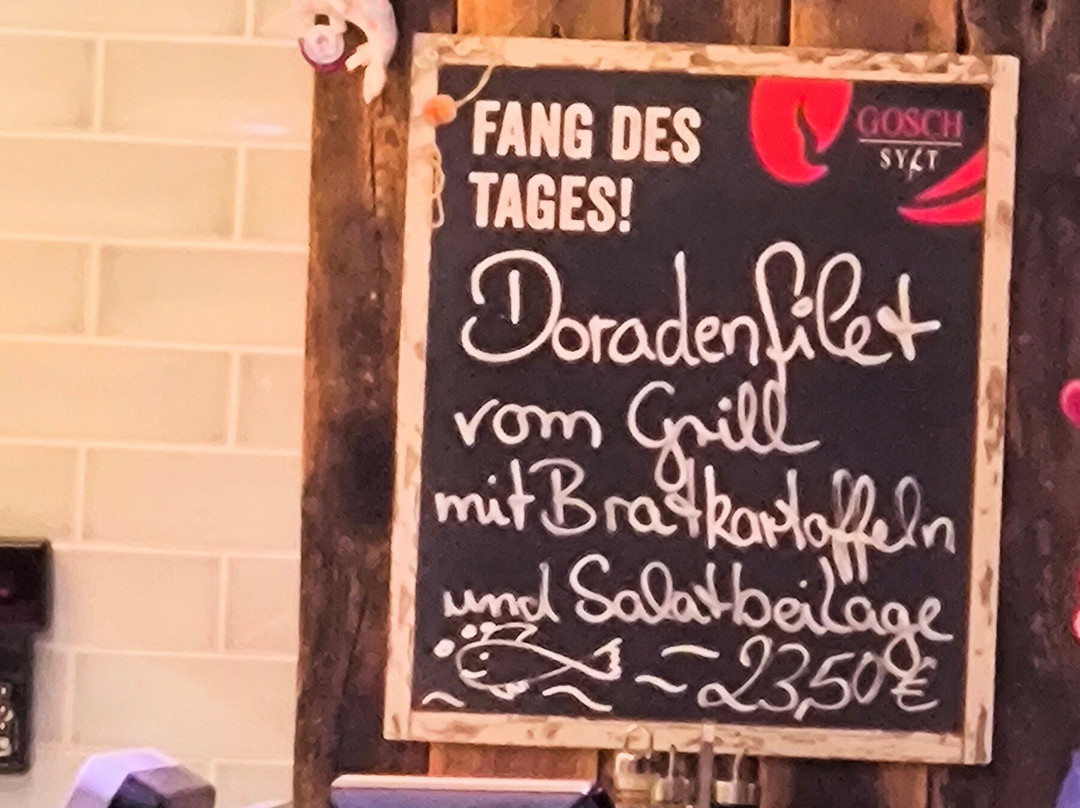 FANG DES
TAGES!
GOSCH
SYLT
Doradenfilet
vom Grill
mit Bratkartoffeln
und Salatbeilage
23,50€